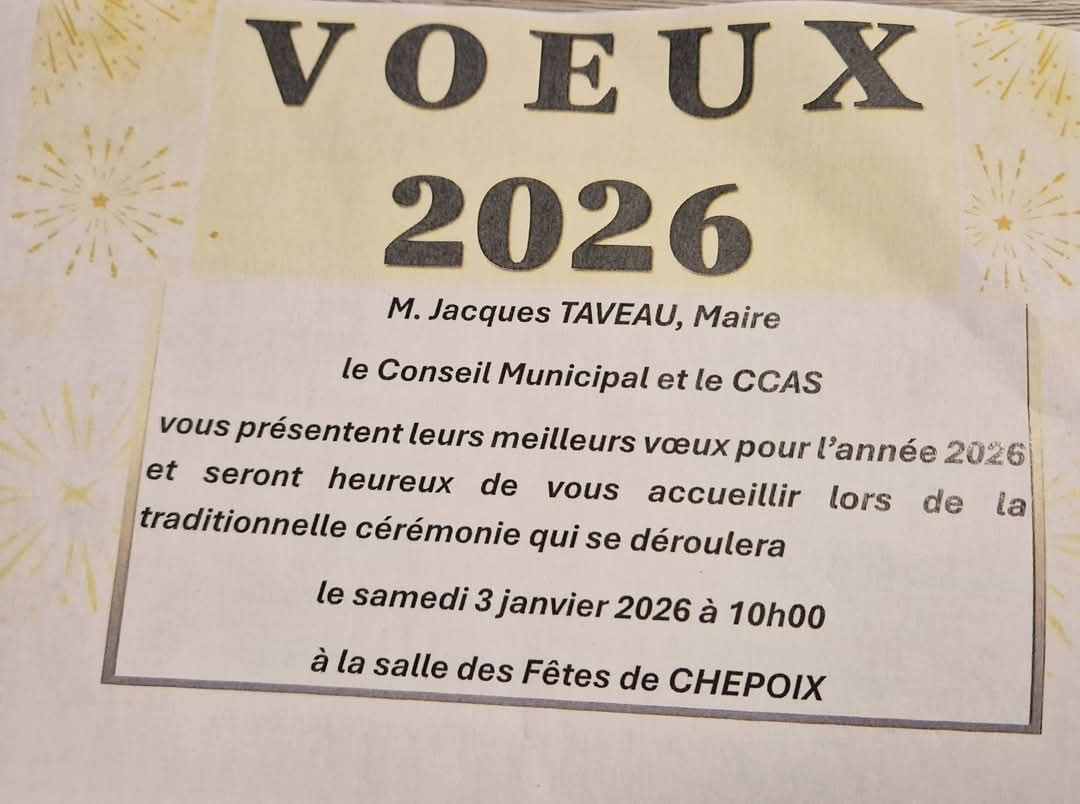 VOEUX
2026
M. Jacques TAVEAU, Maire
le Conseil Municipal et le CCAS
vous présentent leurs meilleurs vœux pour l'année 2026
et seront heureux de vous accueillir lors de la
traditionnelle cérémonie qui se déroulera
le samedi 3 janvier 2026 à 10h00
à la salle des Fêtes de CHEPOIX